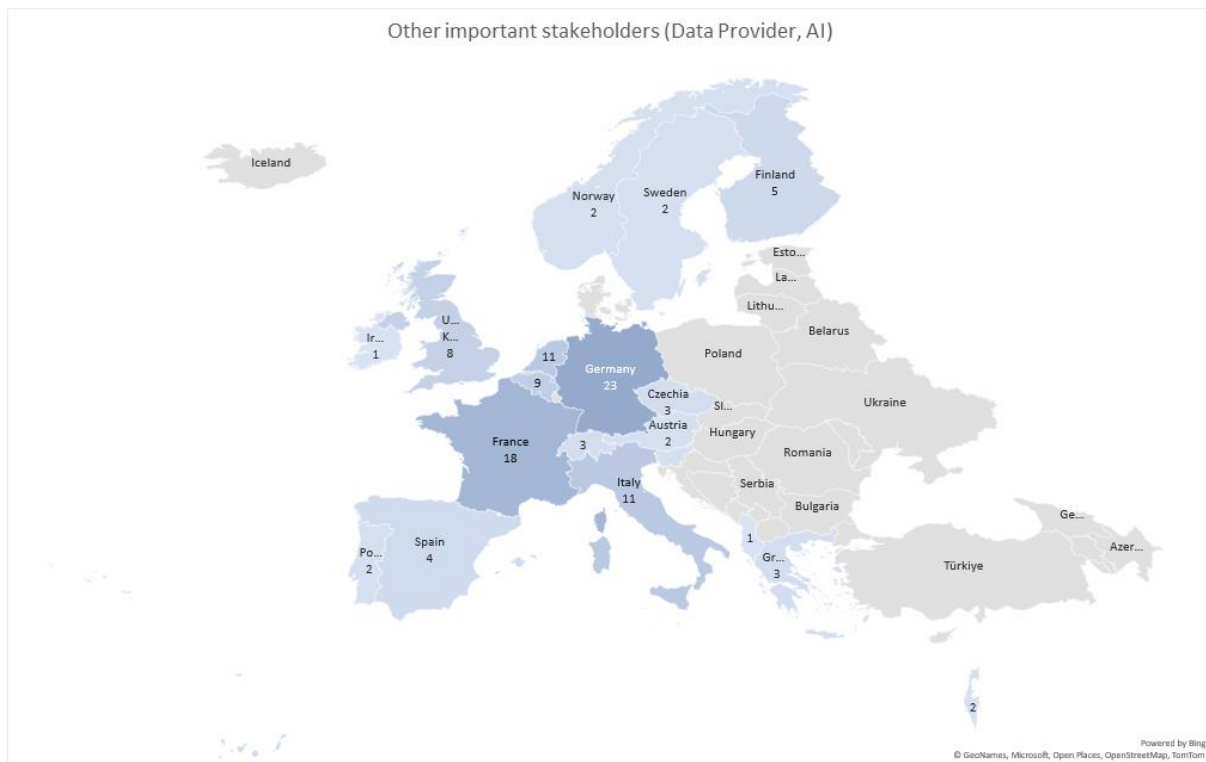 Other important stakeholders (Data Provider, AI)
Iceland
Finland
5
Norway
2
Sweden
2
Esto...
La...
Lithu...
Belarus
U...
K...
8
Ir...
1
11
9
Germany
23
Poland
Czechia
3
Sl...
Ukraine
Austria
2
Hungary
France
18
3
Romania
Italy
11
Serbia
Bulgaria
Spain
4
Po...
2
1
Gr...
3
Türkiye
Ge...
Azer...
2
Powered by Bing
© GeoNames, Microsoft, Open Places, OpenStreetMap, TomTom